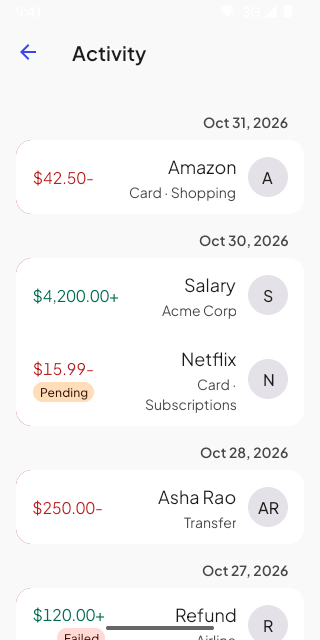 9:41
3G
Activity
Oct 31, 2026
Amazon
$42.50-
Card · Shopping
A
Oct 30, 2026
Salary
$4,200.00+
Acme Corp
S
Netflix
$15.99-
Card ·
Subscriptions
Pending
N
Oct 28, 2026
Asha Rao
$250.00-
Transfer
AR
Oct 27, 2026
$120.00+
Refund
Failed
Airline
R